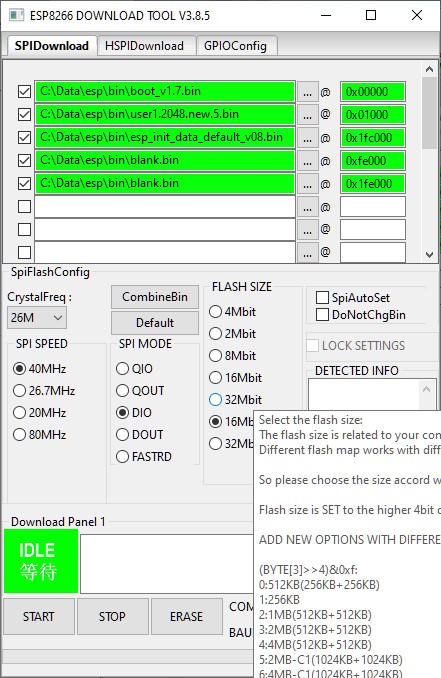 ESP8266 DOWNLOAD TOOL V3.8.5
SPIDownload HSPIDownload GPIOConfig
C:\Data\esp\bin\boot_v1.7.bin ... @ 0x00000
C:\Data\esp\bin\user1.2048.new.5.bin ... @ 0x01000
C:\Data\esp\bin\esp_init_data_default_v08.bin ... @ 0x1fc000
C:\Data\esp\bin\blank.bin ... @ 0xfe000
C:\Data\esp\bin\blank.bin ... @ 0x1fe000
... @
... @
... @
SpiFlashConfig
CrystalFreq :
26M
CombineBin
Default
SPI SPEED
40MHz
26.7MHz
20MHz
80MHz
SPI MODE
QIO
QOUT
DIO
DOUT
FASTRD
FLASH SIZE
4Mbit
2Mbit
8Mbit
16Mbit
32Mbit
16Mb
32Mb
SpiAutoSet
DoNotChgBin
LOCK SETTINGS
DETECTED INFO
Select the flash size:
The flash size is related to your con
Different flash map works with diff
So please choose the size accord w
Flash size is SET to the higher 4bit o
ADD NEW OPTIONS WITH DIFFERE
(BYTE[3]>>4)&0xf:
0:512KB(256KB+256KB)
1:256KB
2:1MB(512KB+512KB)
3:2MB(512KB+512KB)
4:4MB(512KB+512KB)
5:2MB-C1(1024KB+1024KB)
6:4MB-C1(1024KB+1024KB)
Download Panel 1
IDLE
等待
START STOP ERASE
COM
BAU